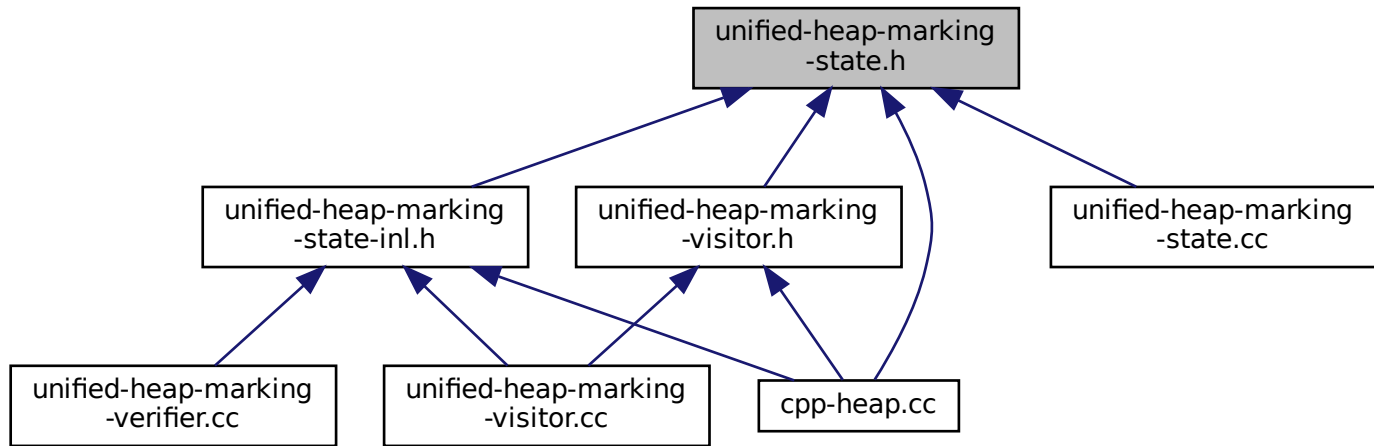 unified-heap-marking
-state.h
unified-heap-marking
-state-inl.h
unified-heap-marking
-visitor.h
unified-heap-marking
-state.cc
unified-heap-marking
-verifier.cc
unified-heap-marking
-visitor.cc
cpp-heap.cc